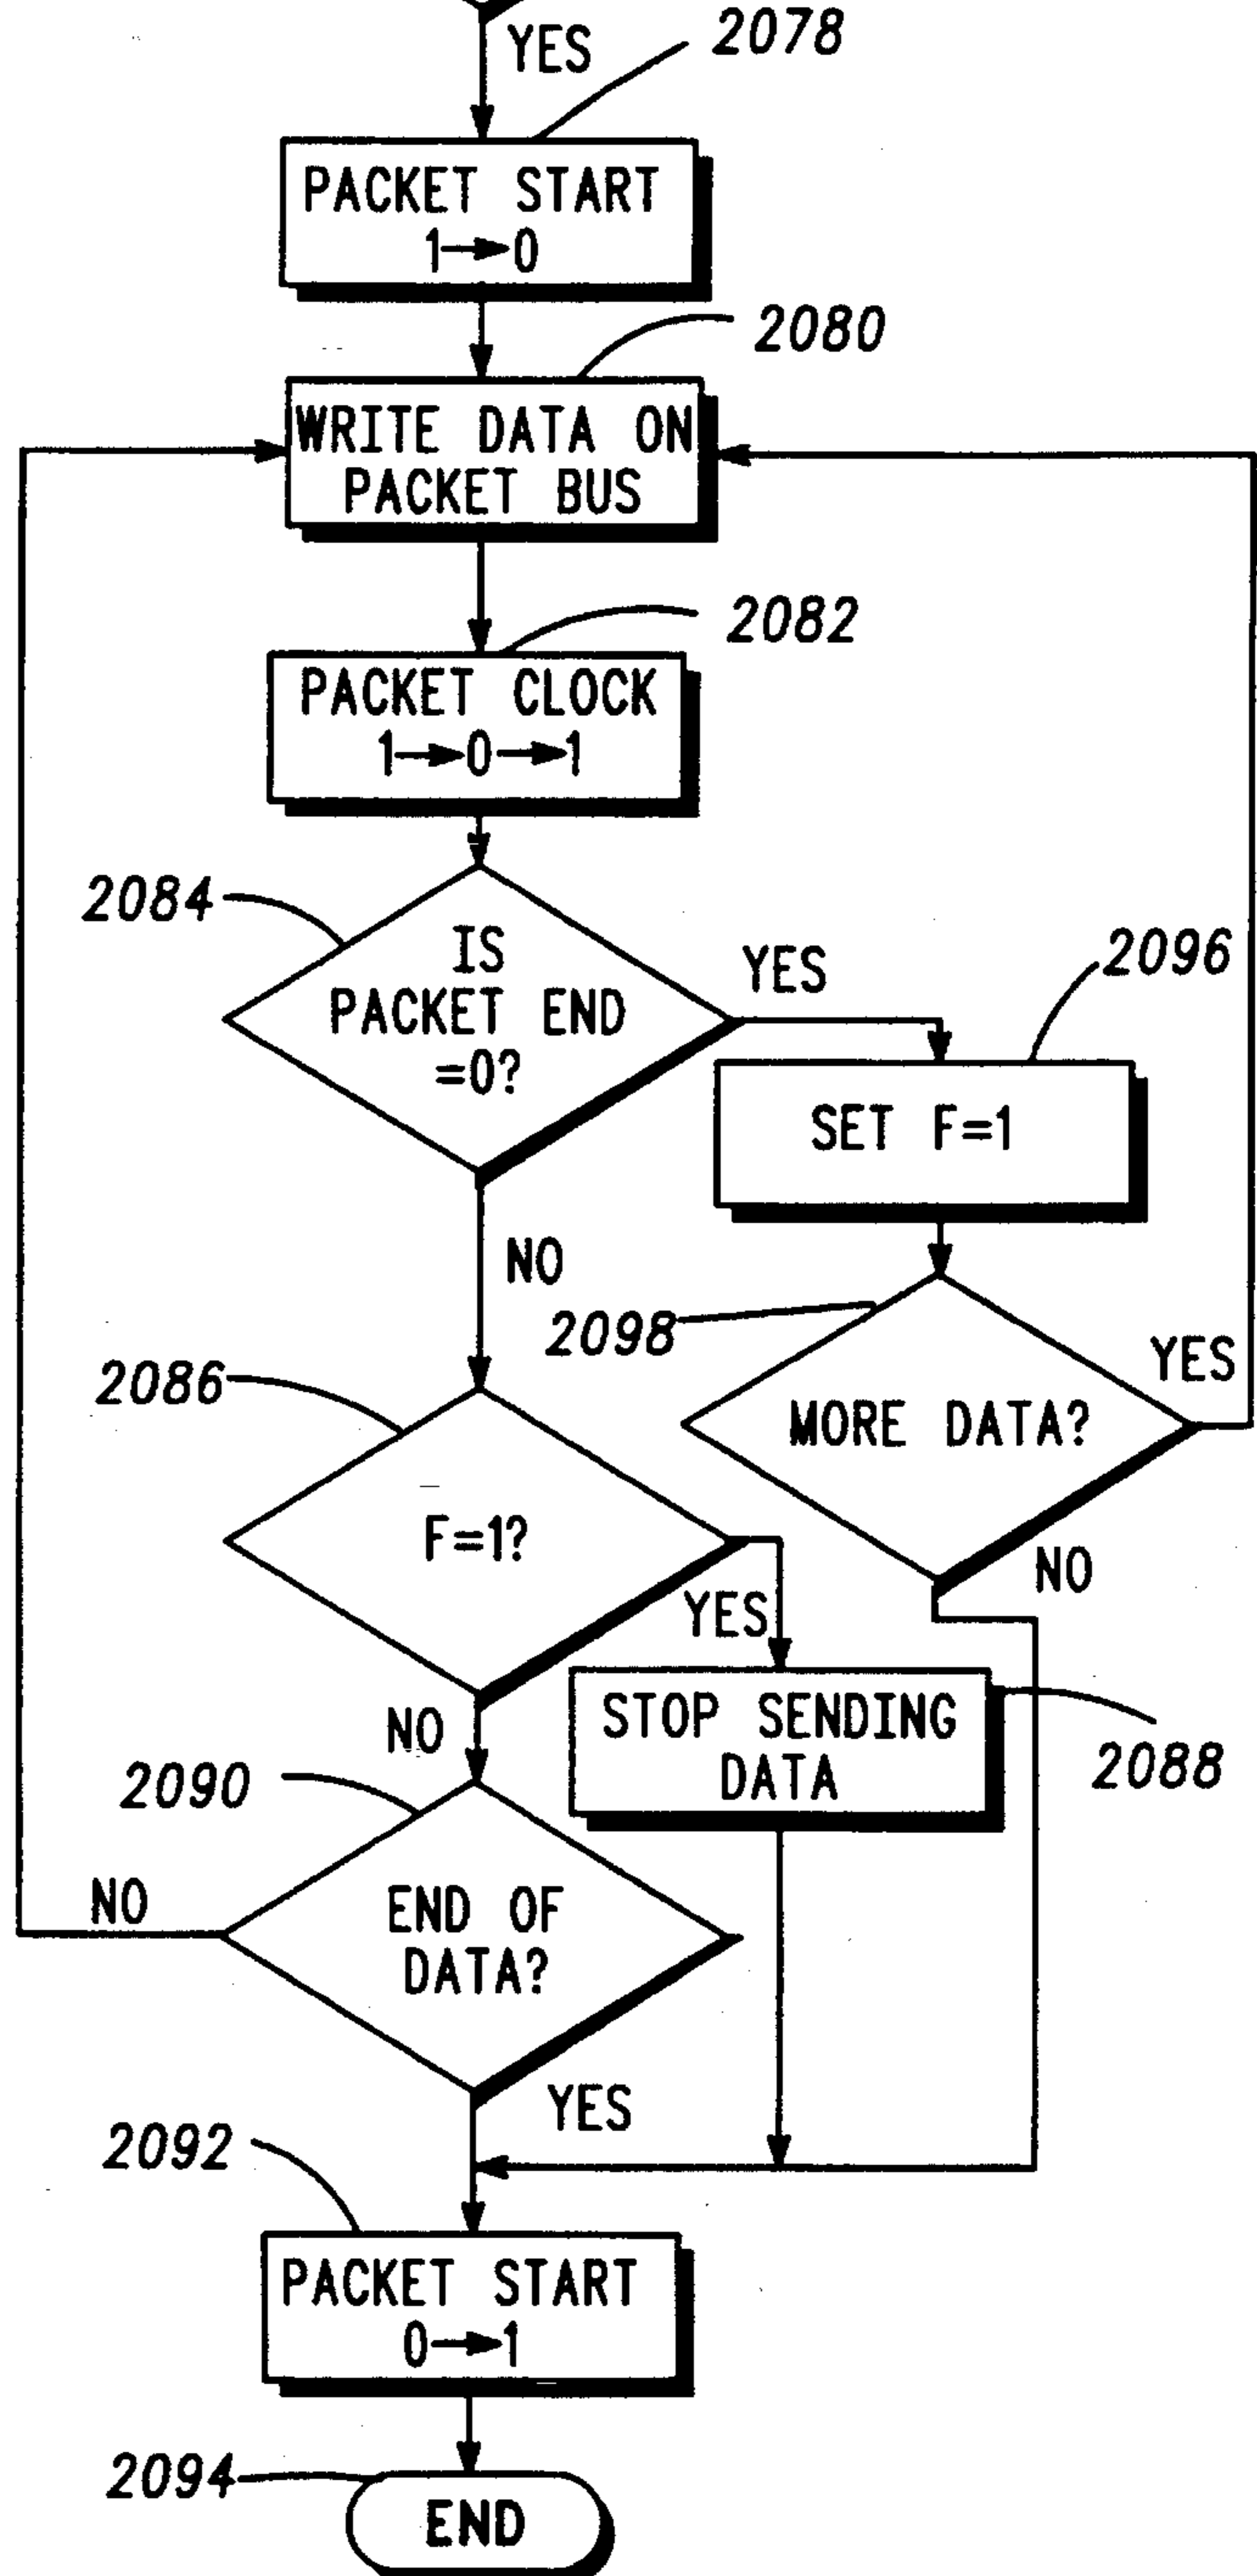 YES
2078
PACKET START
1→0
2080
WRITE DATA ON
PACKET BUS
2082
PACKET CLOCK
1→0→1
2084
IS
PACKET END
=0?
YES
2096
SET F=1
NO
2098
MORE DATA?
YES
2086
F=1?
YES
NO
NO
STOP SENDING
DATA
2088
2090
END OF
DATA?
NO
YES
2092
PACKET START
0→1
2094
END